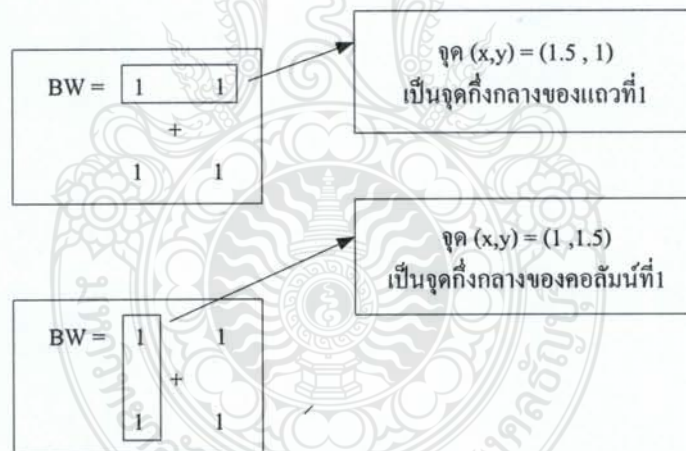 จุด (x,y) = (1.5 , 1)
เป็นจุดกึ่งกลางของแถวที่1
BW = 1 1
+
1 1
จุด (x,y) = (1 ,1.5)
เป็นจุดกึ่งกลางของคอลัมน์ที่1
BW = 1 1
+
1 1